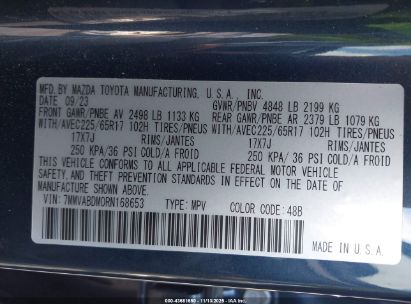 MFD. BY MAZDA TOYOTA MANUFACTURING, U.S.A., INC.
DATE: 09/23 GVWR/PNBV 4848 LB 2199 KG
FRONT GAWR/PNBE AV 2498 LB 1133 KG REAR GAWR/PNBE AR 2379 LB 1079 KG
WITH/AVEC225/65R17 102H TIRES/PNEUS WITH/AVEC225/65R17 102H TIRES/PNEUS
17X7J RIMS/JANTES 17X7J RIMS/JANTES
250 KPA/36 PSI COLD/A FROID 250 KPA/36 PSI COLD/A FROID
THIS VEHICLE CONFORMS TO ALL APPLICABLE FEDERAL MOTOR VEHICLE
SAFETY, BUMPER, AND THEFT PREVENTION STANDARDS IN EFFECT ON THE DATE OF
MANUFACTURE SHOWN ABOVE.
VIN: 7MMVABDM0RN168653 TYPE: MPV COLOR CODE: 48B
MADE IN U.S.A.